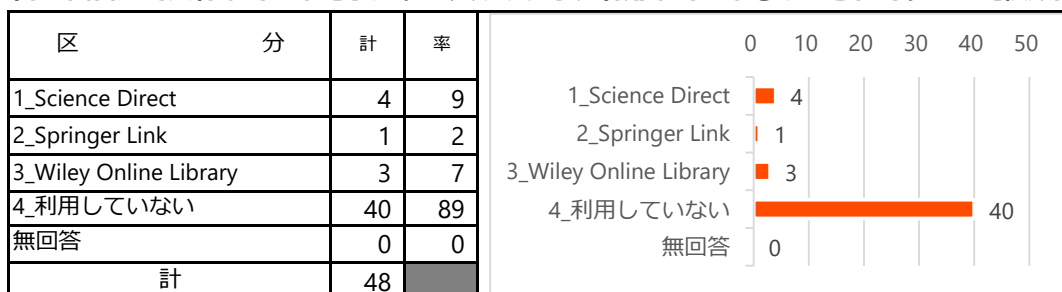 区 分 計 率
1_Science Direct 4 9
2_Springer Link 1 2
3_Wiley Online Library 3 7
4_利用していない 40 89
無回答 0 0
計 48
0 10 20 30 40 50
1_Science Direct 4
2_Springer Link 1
3_Wiley Online Library 3
4_利用していない 40
無回答 0